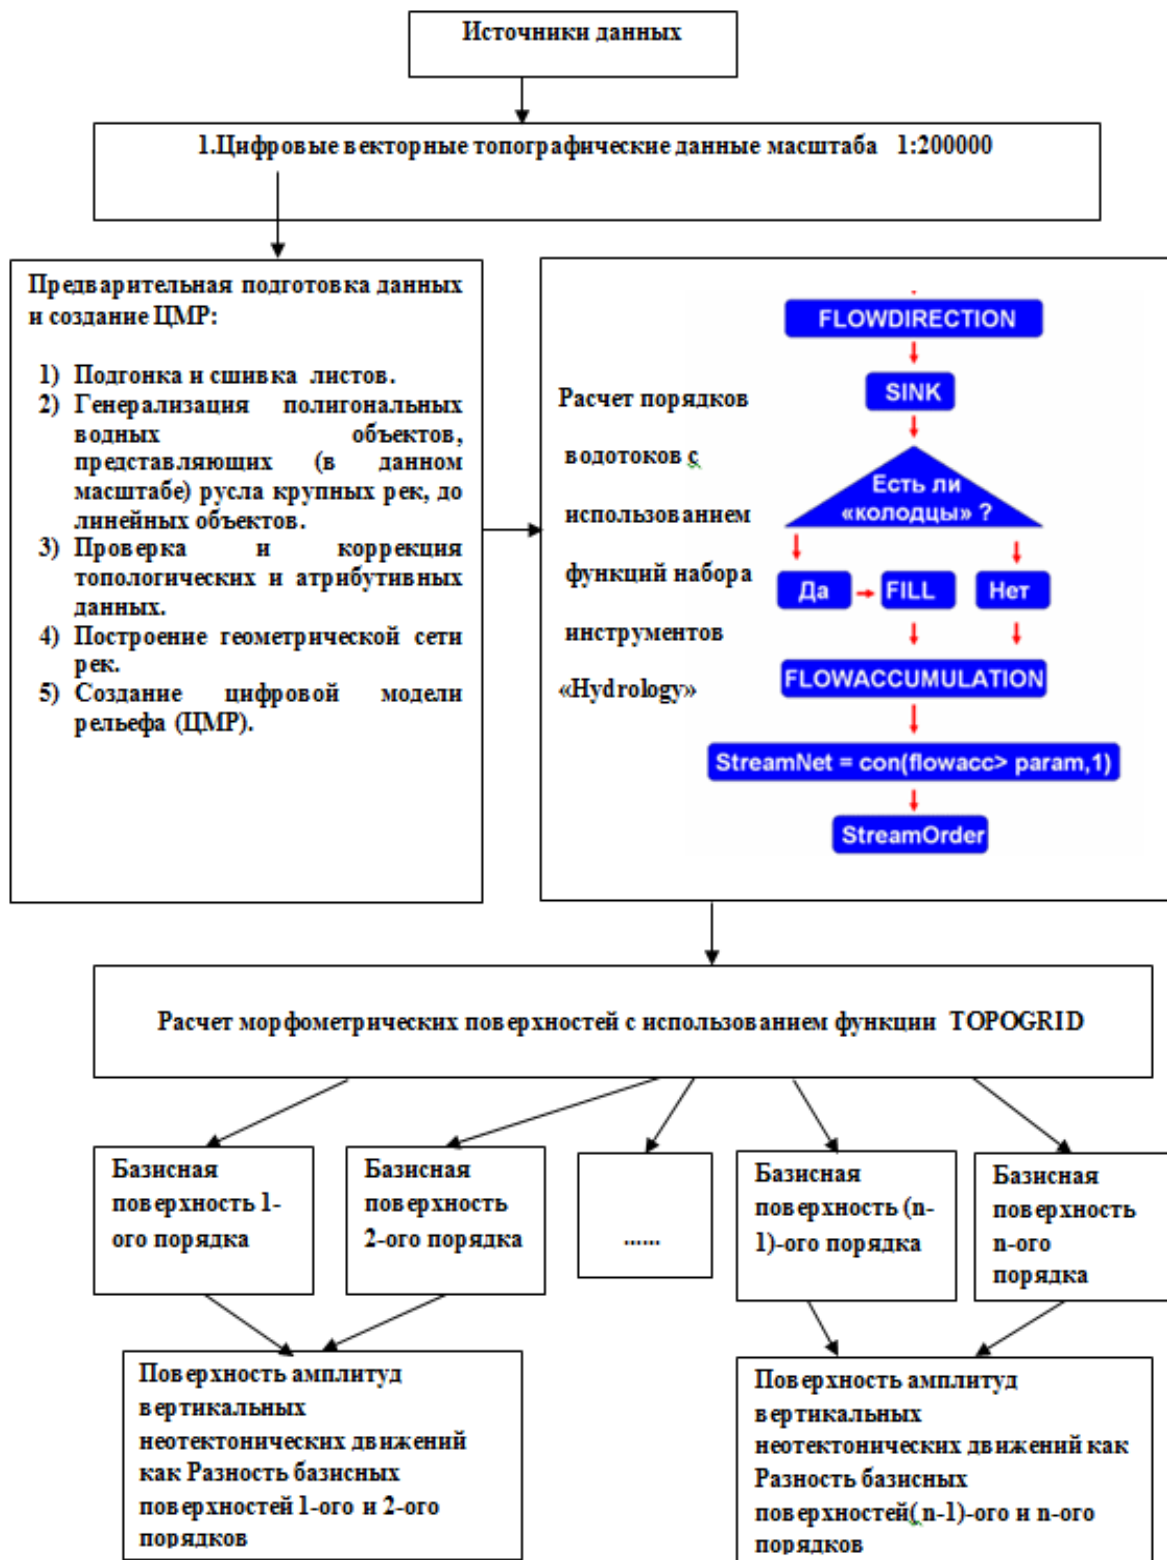 Источники данных
1.Цифровые векторные топографические данные масштаба 1:200000
Предварительная подготовка данных
и создание ЦМР:
1) Подгонка и сшивка листов.
2) Генерализация полигональных
водных объектов,
представляющих (в данном
масштабе) русла крупных рек, до
линейных объектов.
3) Проверка и коррекция
топологических и атрибутивных
данных.
4) Построение геометрической сети
рек.
5) Создание цифровой модели
рельефа (ЦМР).
Расчет порядков
водотоков с
использованием
функций набора
инструментов
«Hydrology»
FLOWDIRECTION
SINK
Есть ли
«колодцы» ?
Да
FILL
Нет
FLOWACCUMULATION
StreamNet = con(flowacc> param,1)
StreamOrder
Расчет морфометрических поверхностей с использованием функции TOPOGRID
Базисная
поверхность 1-
ого порядка
Базисная
поверхность
2-ого порядка
......
Базисная
поверхность (n-
1)-ого порядка
Базисная
поверхность
n-ого
порядка
Поверхность амплитуд
вертикальных
неотектонических движений
как Разность базисных
поверхностей 1-ого и 2-ого
порядков
Поверхность амплитуд
вертикальных
неотектонических движений как
Разность базисных
поверхностей( n-1)-ого и n-ого
порядков